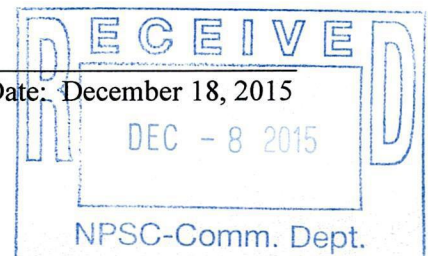 RECEIVED
Date: December 18, 2015
DEC - 8 2015
NPSC-Comm. Dept.